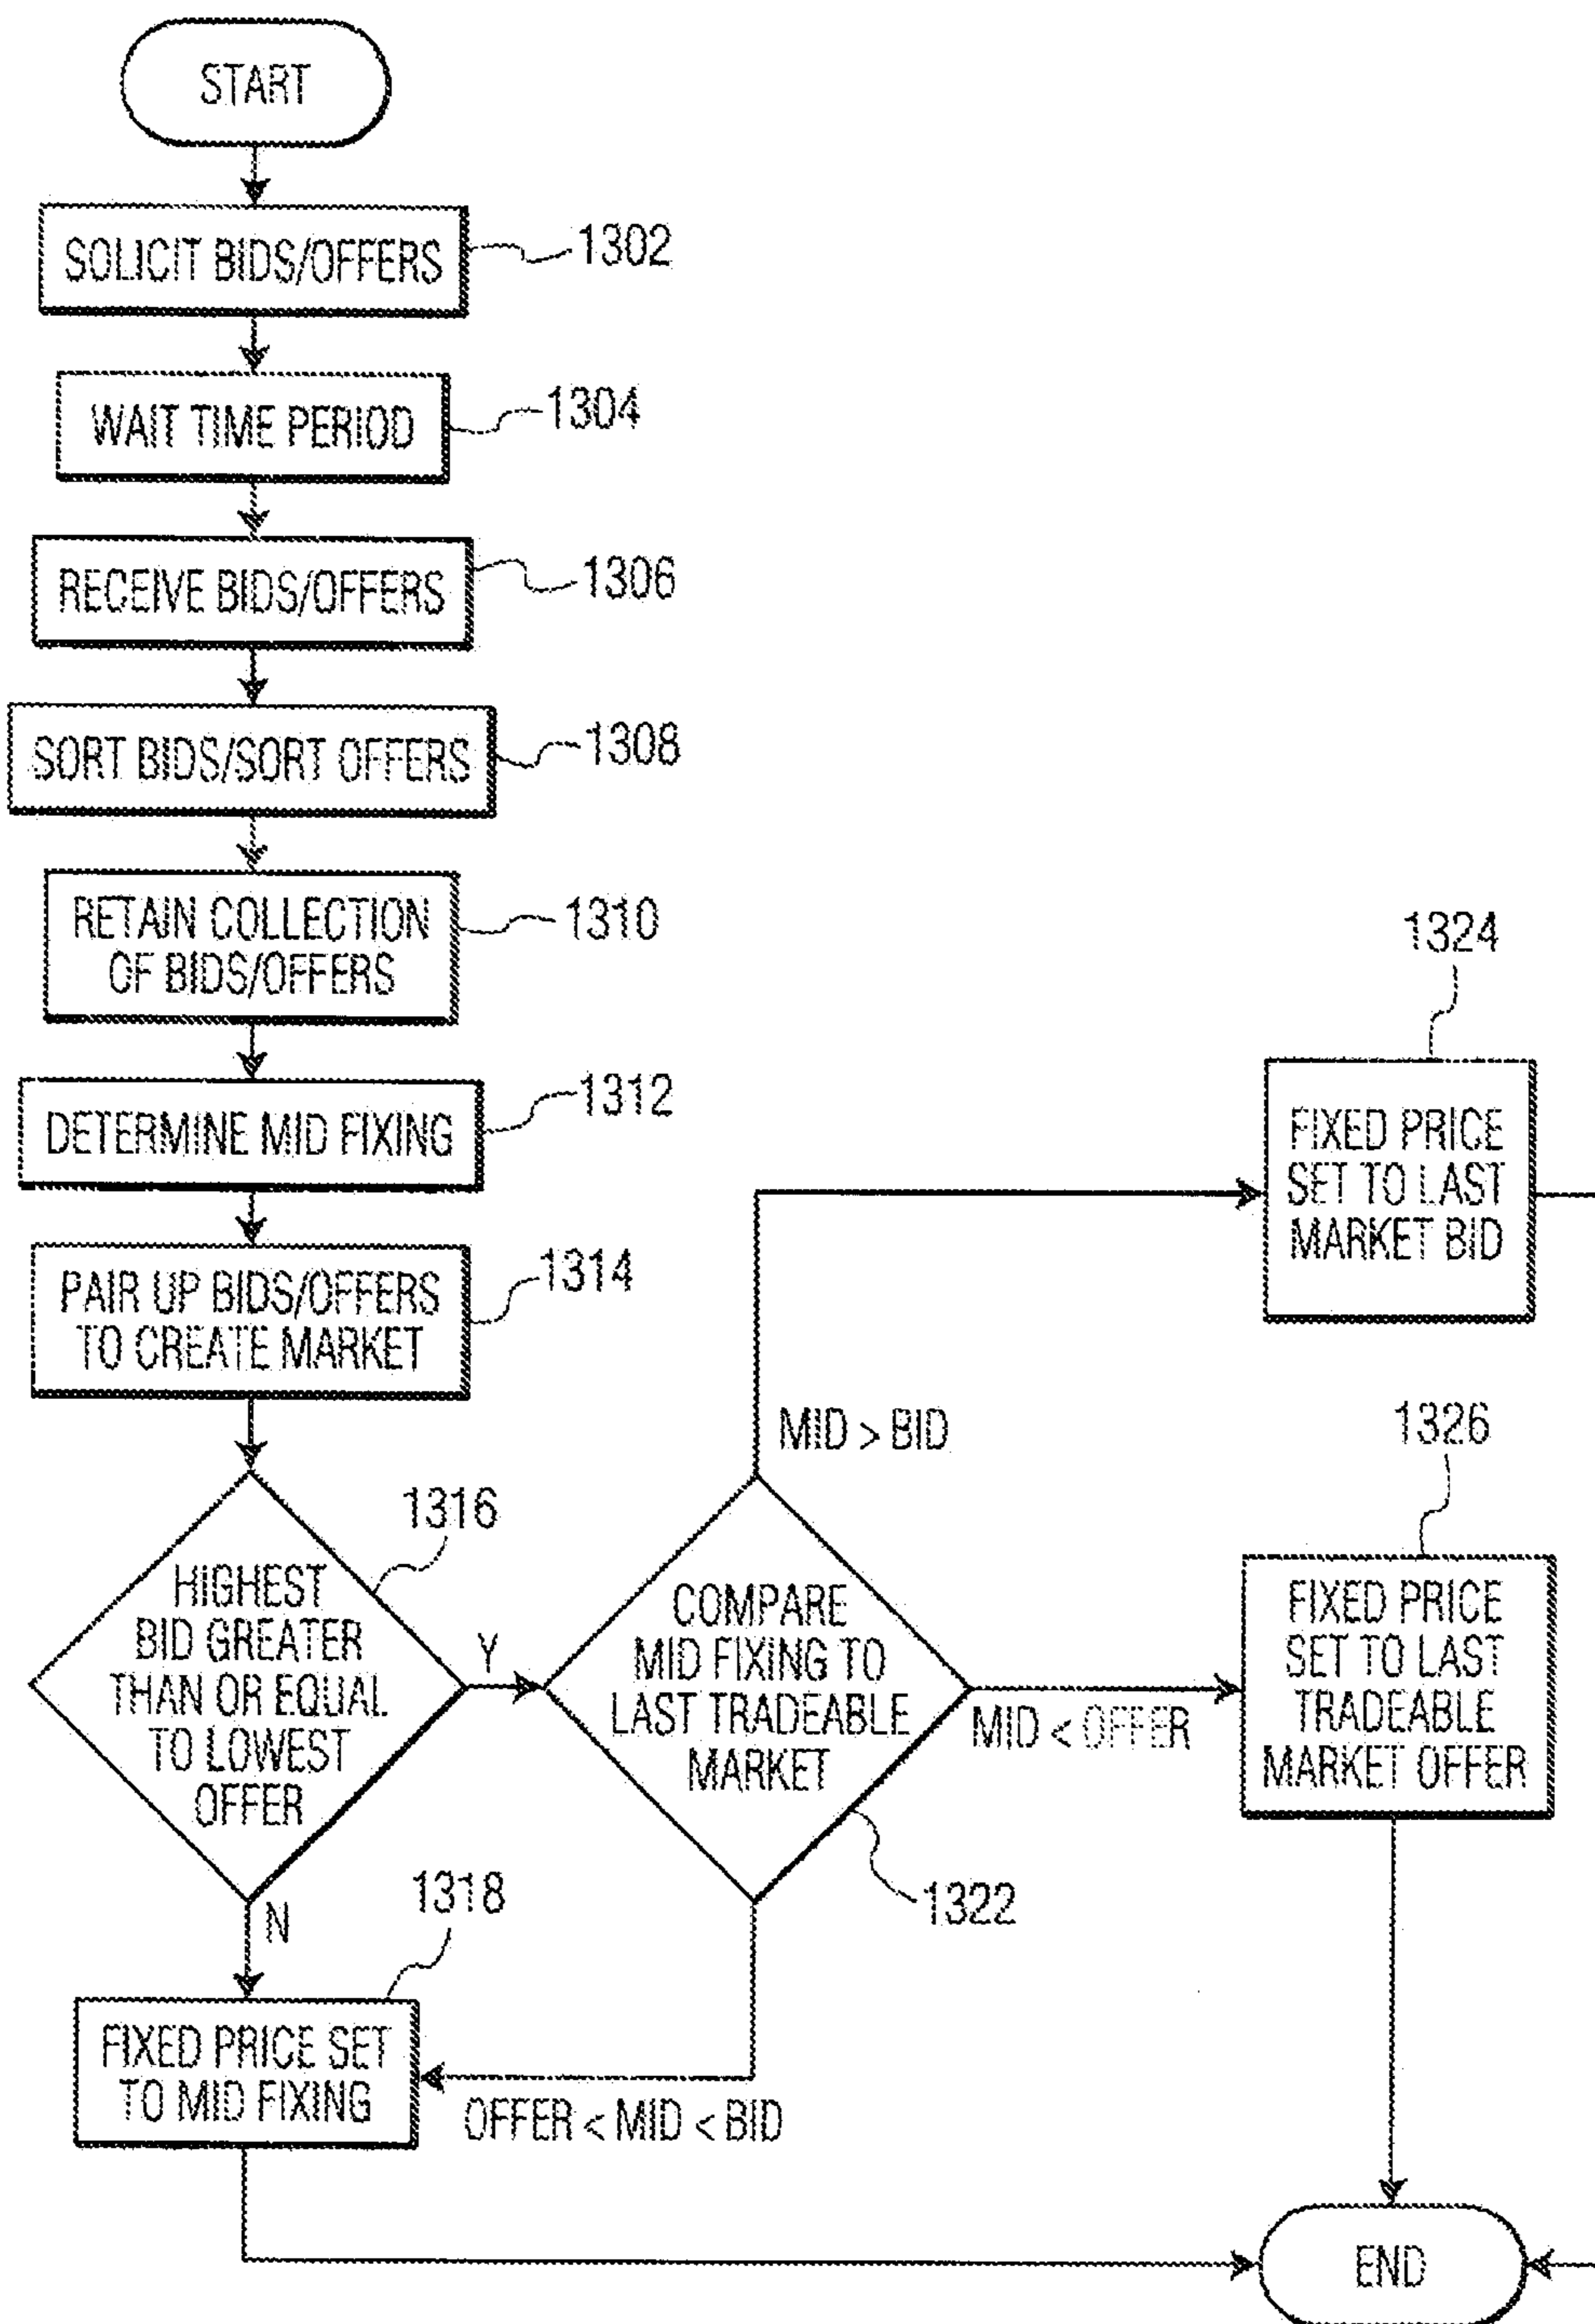 START
SOLICIT BIDS/OFFERS
1302
WAIT TIME PERIOD
1304
RECEIVE BIDS/OFFERS
1306
SORT BIDS/SORT OFFERS
1308
RETAIN COLLECTION
OF BIDS/OFFERS
1310
DETERMINE MID FIXING
1312
PAIR UP BIDS/OFFERS
TO CREATE MARKET
1314
HIGHEST
BID GREATER
THAN OR EQUAL
TO LOWEST
OFFER
1316
Y
N
COMPARE
MID FIXING TO
LAST TRADEABLE
MARKET
1322
MID > BID
FIXED PRICE
SET TO LAST
MARKET BID
1324
MID < OFFER
FIXED PRICE
SET TO LAST
TRADEABLE
MARKET OFFER
1326
OFFER < MID < BID
FIXED PRICE SET
TO MID FIXING
1318
END